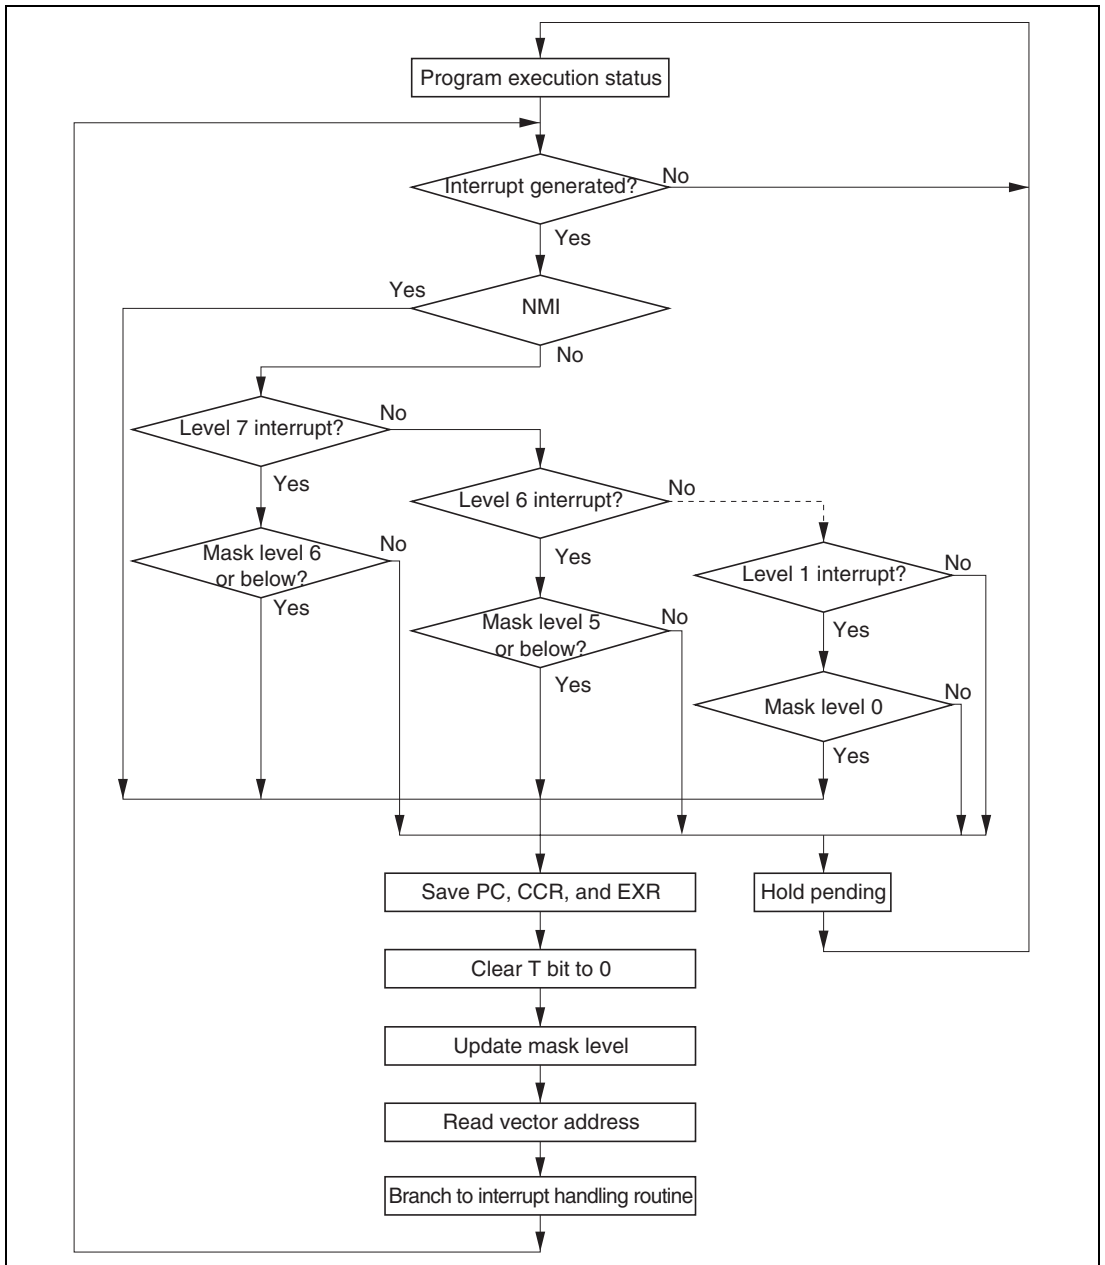 Program execution status
Interrupt generated?
No
Yes
Yes
NMI
No
Level 7 interrupt?
No
Yes
Level 6 interrupt?
No
Mask level 6
or below?
No
Yes
Yes
Level 1 interrupt?
No
Mask level 5
or below?
No
Yes
Yes
Mask level 0
No
Yes
Save PC, CCR, and EXR
Hold pending
Clear T bit to 0
Update mask level
Read vector address
Branch to interrupt handling routine